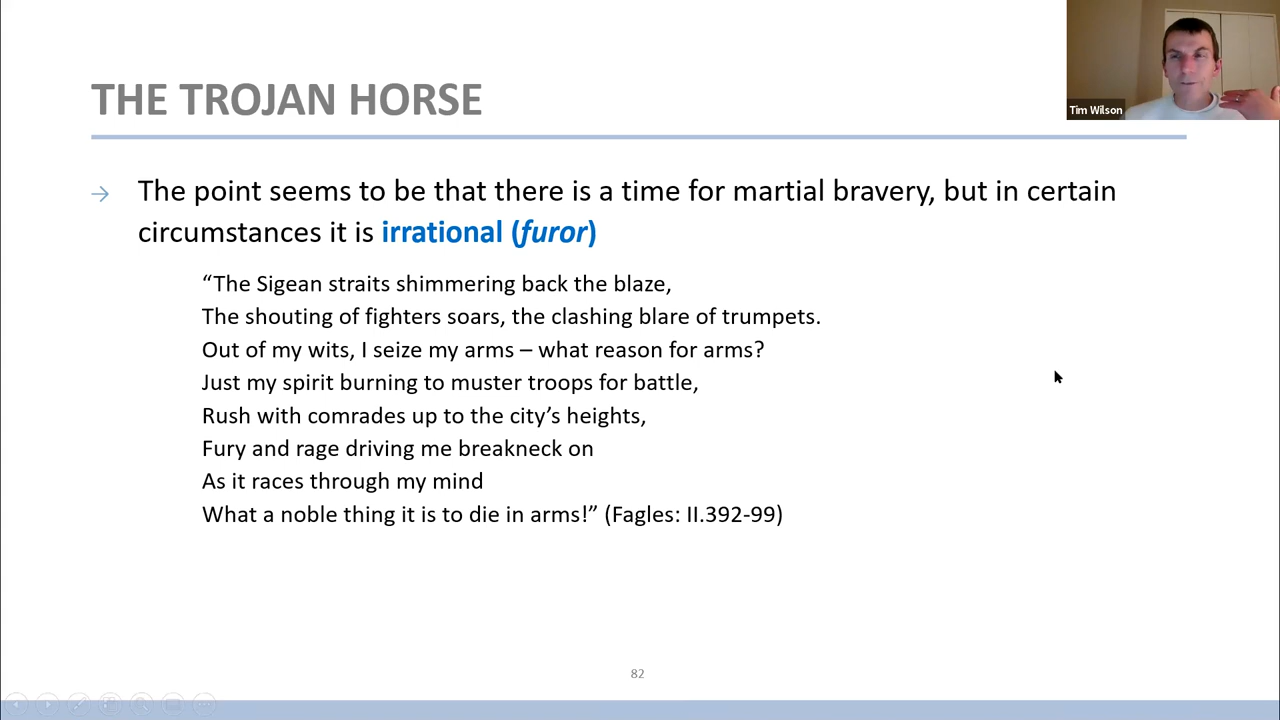 THE TROJAN HORSE
Tim Wilson
→ The point seems to be that there is a time for martial bravery, but in certain
circumstances it is irrational (furor)
“The Sigean straits shimmering back the blaze,
The shouting of fighters soars, the clashing blare of trumpets.
Out of my wits, I seize my arms – what reason for arms?
Just my spirit burning to muster troops for battle,
Rush with comrades up to the city’s heights,
Fury and rage driving me breakneck on
As it races through my mind
What a noble thing it is to die in arms!” (Fagles: II.392-99)
82